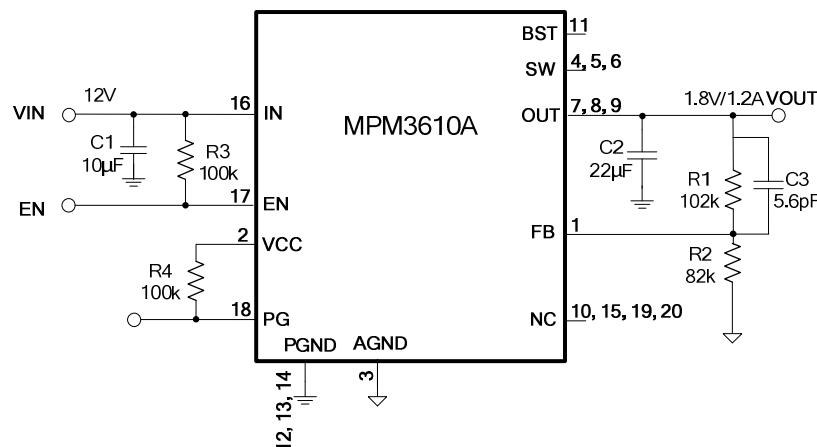 BST
11
SW
4, 5, 6
VIN
12V
16
IN
MPM3610A
OUT
7, 8, 9
1.8V/1.2A
VOUT
C1
10µF
R3
100k
C2
22µF
R1
102k
C3
5.6pF
EN
17
EN
2
VCC
FB
1
R4
100k
R2
82k
18
PG
NC
10, 15, 19, 20
PGND
AGND
12, 13, 14
3